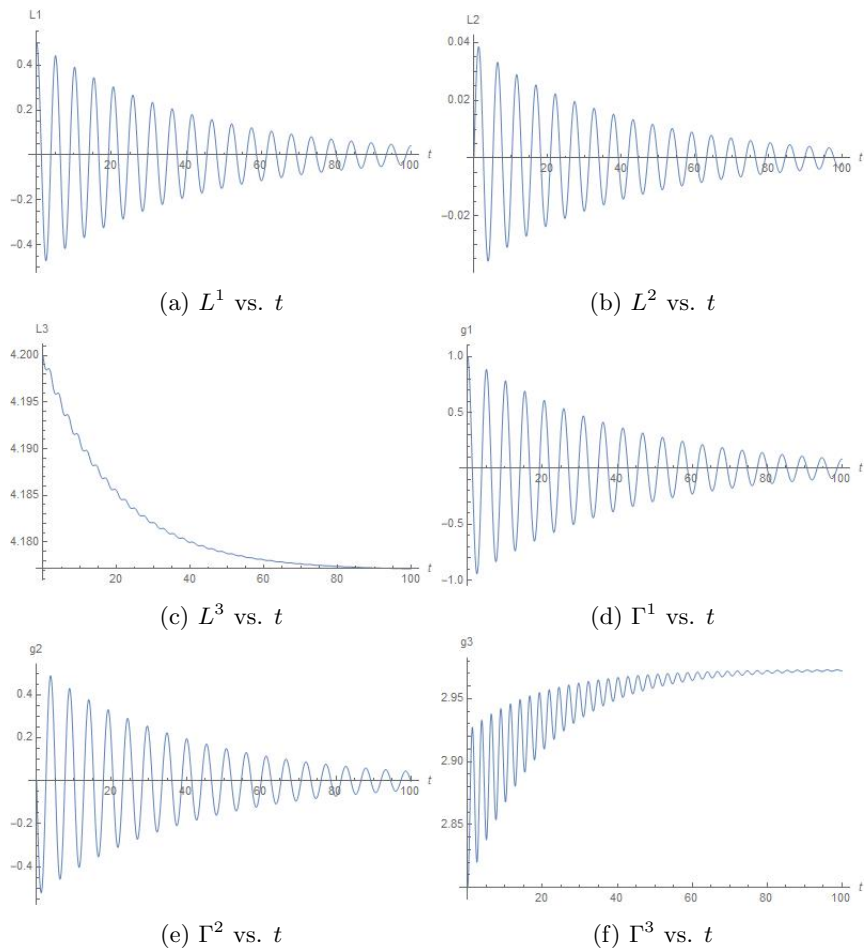 L1
0.4
0.2
-0.2
-0.4
20 40 60 80 100 t
(a) L¹ vs. t
L2
0.04
0.02
-0.02
20 40 60 80 100 t
(b) L² vs. t
L3
4.200
4.195
4.190
4.185
4.180
20 40 60 80 100 t
(c) L³ vs. t
g1
1.0
0.5
-0.5
-1.0
20 40 60 80 100 t
(d) Γ¹ vs. t
g2
0.4
0.2
-0.2
-0.4
20 40 60 80 100 t
(e) Γ² vs. t
g3
2.95
2.90
2.85
20 40 60 80 100 t
(f) Γ³ vs. t